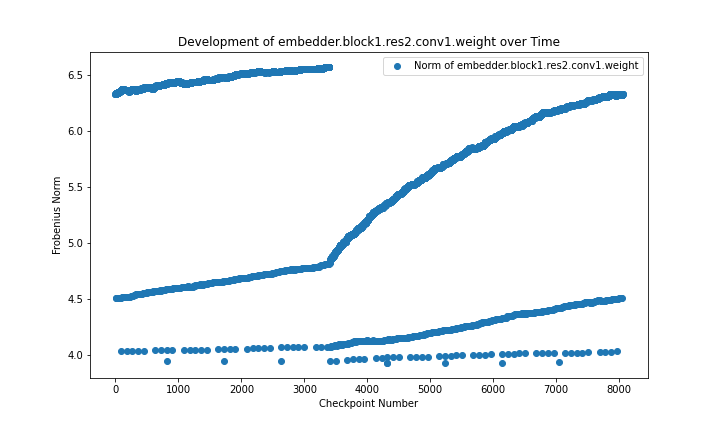 Development of embedder.block1.res2.conv1.weight over Time
Norm of embedder.block1.res2.conv1.weight
Frobenius Norm
6.5
6.0
5.5
5.0
4.5
4.0
0 1000 2000 3000 4000 5000 6000 7000 8000
Checkpoint Number